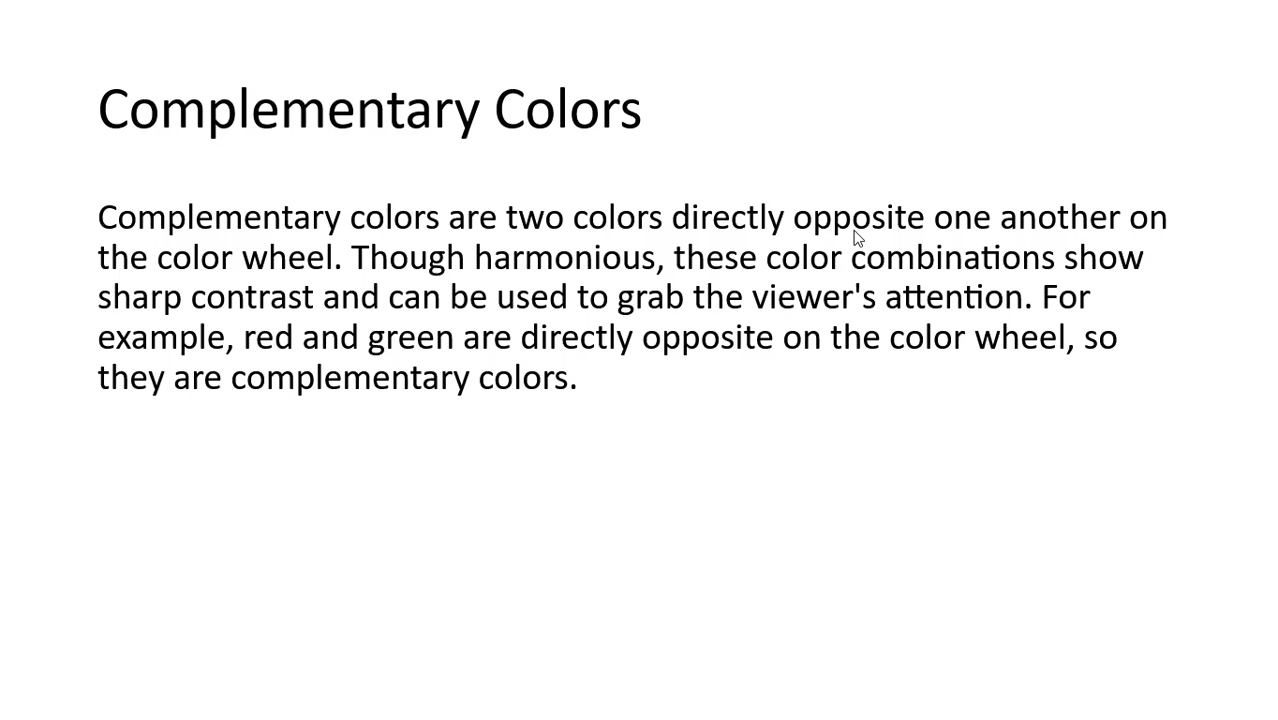 Complementary Colors
Complementary colors are two colors directly opposite one another on
the color wheel. Though harmonious, these color combinations show
sharp contrast and can be used to grab the viewer's attention. For
example, red and green are directly opposite on the color wheel, so
they are complementary colors.